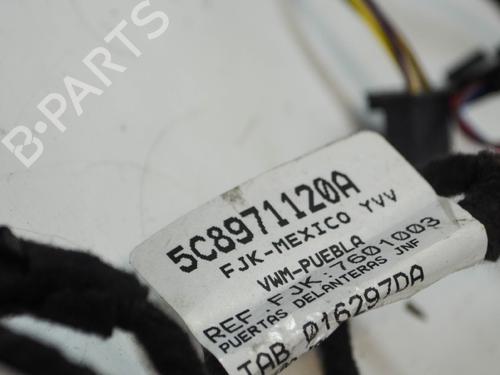 B-PARTS
5C8971120A
FJK-MEXICO YVV
VWM-PUEBLA
REF FJK:7601003
PUERTAS DELANTERAS JNF
TAB D16297DA